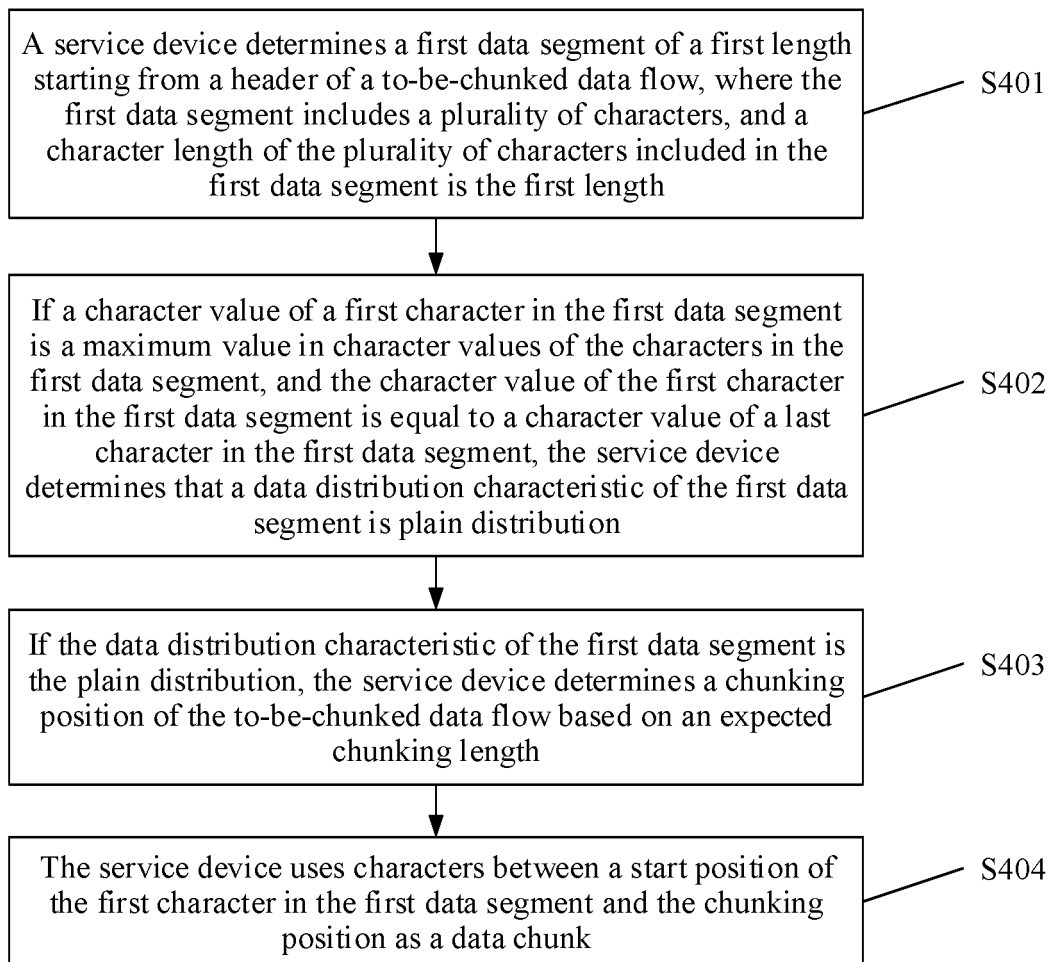 A service device determines a first data segment of a first length
starting from a header of a to-be-chunked data flow, where the
first data segment includes a plurality of characters, and a
character length of the plurality of characters included in the
first data segment is the first length
S401
If a character value of a first character in the first data segment
is a maximum value in character values of the characters in the
first data segment, and the character value of the first character
in the first data segment is equal to a character value of a last
character in the first data segment, the service device
determines that a data distribution characteristic of the first data
segment is plain distribution
S402
If the data distribution characteristic of the first data segment is
the plain distribution, the service device determines a chunking
position of the to-be-chunked data flow based on an expected
chunking length
S403
The service device uses characters between a start position of
the first character in the first data segment and the chunking
position as a data chunk
S404